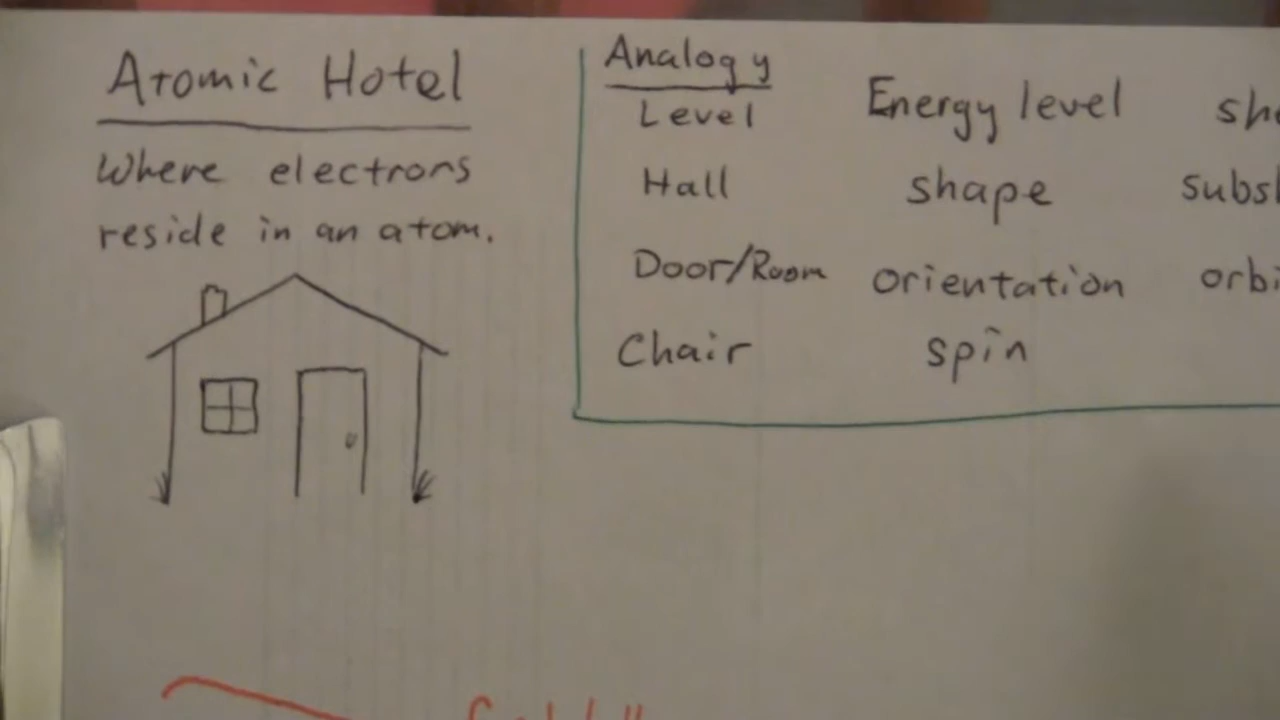 Atomic Hotel
Where electrons
reside in an atom.
Analogy
Level Energy level
Hall shape
Door/Room orientation
Chair spin